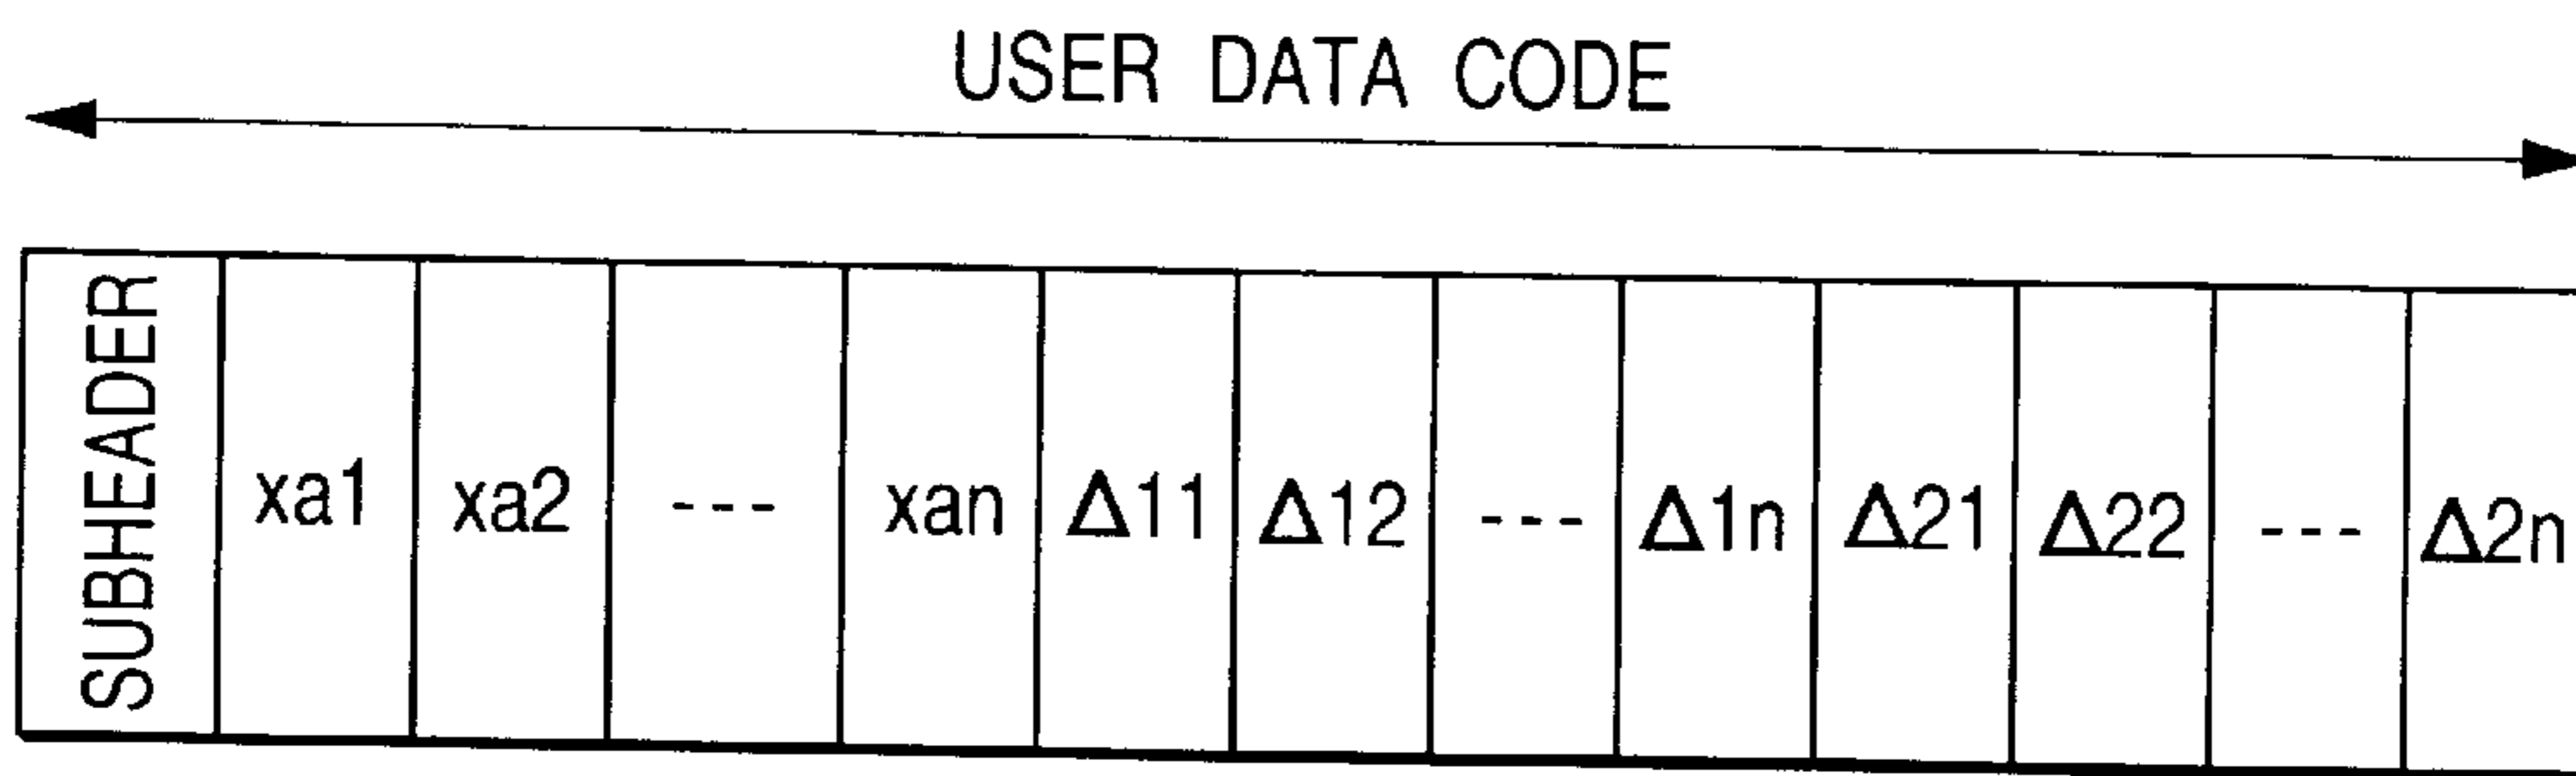 USER DATA CODE
SUBHEADER xa1 xa2 --- xan Δ11 Δ12 --- Δ1n Δ21 Δ22 --- Δ2n